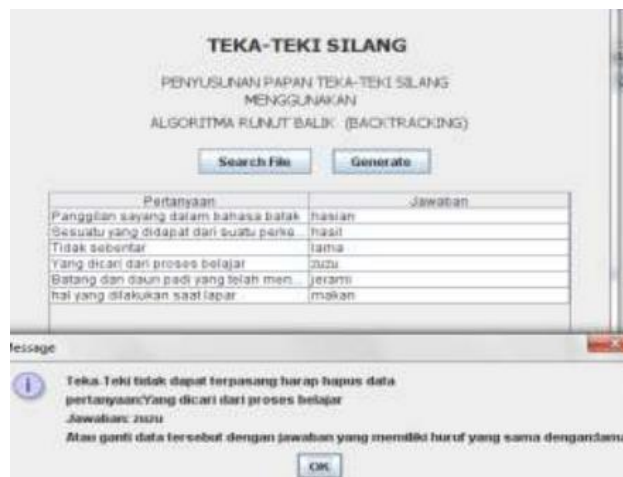 TEKA-TEKI SILANG
PENYUSUNAN PAPAN TEKA-TEKI SILANG
MENGGUNAKAN
ALGORITMA RUNUT BALIK (BACKTRACKING)
Search File Generate
Pertanyaan Jawaban
Panggilan sayang dalam bahasa batak hasian
Sesuatu yang didapat dari suatu perke... hasil
Tidak sebentar lama
Yang dicari dari proses belajar zuzu
Batang dan daun padi yang telah men... jerami
hal yang dilakukan saat lapar makan
Message
Teka-Teki tidak dapat terpasang harap hapus data
pertanyaan:Yang dicari dari proses belajar
Jawaban: zuzu
Atau ganti data tersebut dengan jawaban yang memiliki huruf yang sama dengan:lama
OK